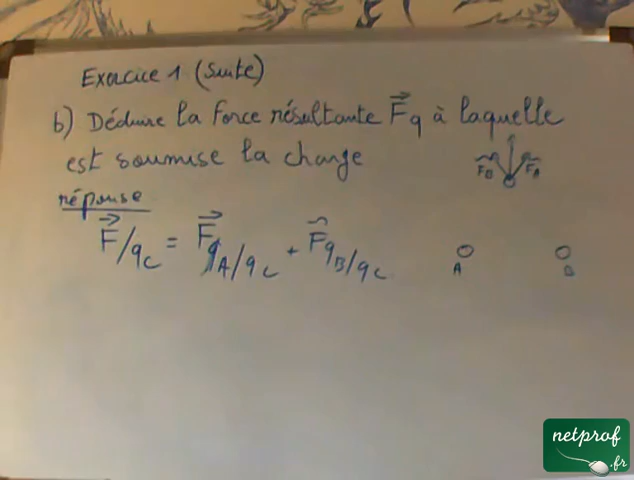 Exercice 1 (Suite)
b) Déduire la force résultante F⃗q à laquelle
est soumise la charge
réponse
F⃗/qC = F⃗qA/qC + F⃗qB/qC
FB FA
A B
netprof
.fr